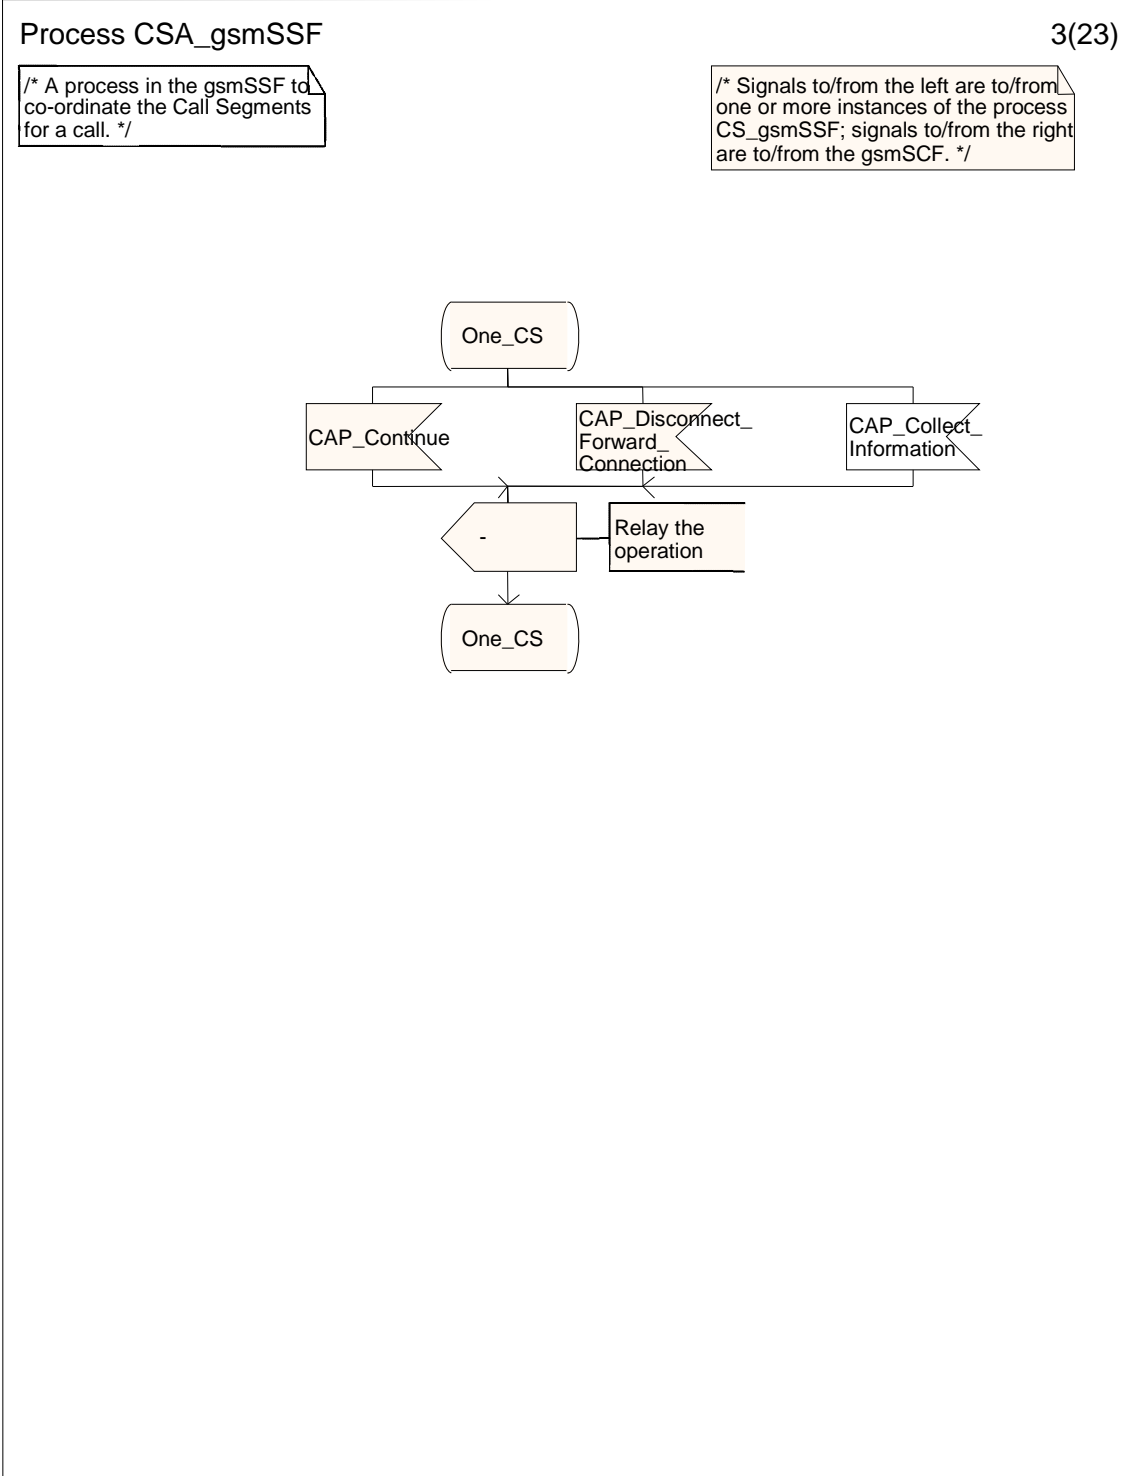 Process CSA_gsmSSF
3(23)
/* A process in the gsmSSF to
co-ordinate the Call Segments
for a call. */
/* Signals to/from the left are to/from
one or more instances of the process
CS_gsmSSF; signals to/from the right
are to/from the gsmSCF. */
One_CS
CAP_Continue
CAP_Disconnect_
Forward_
Connection
CAP_Collect_
Information
-
Relay the
operation
One_CS